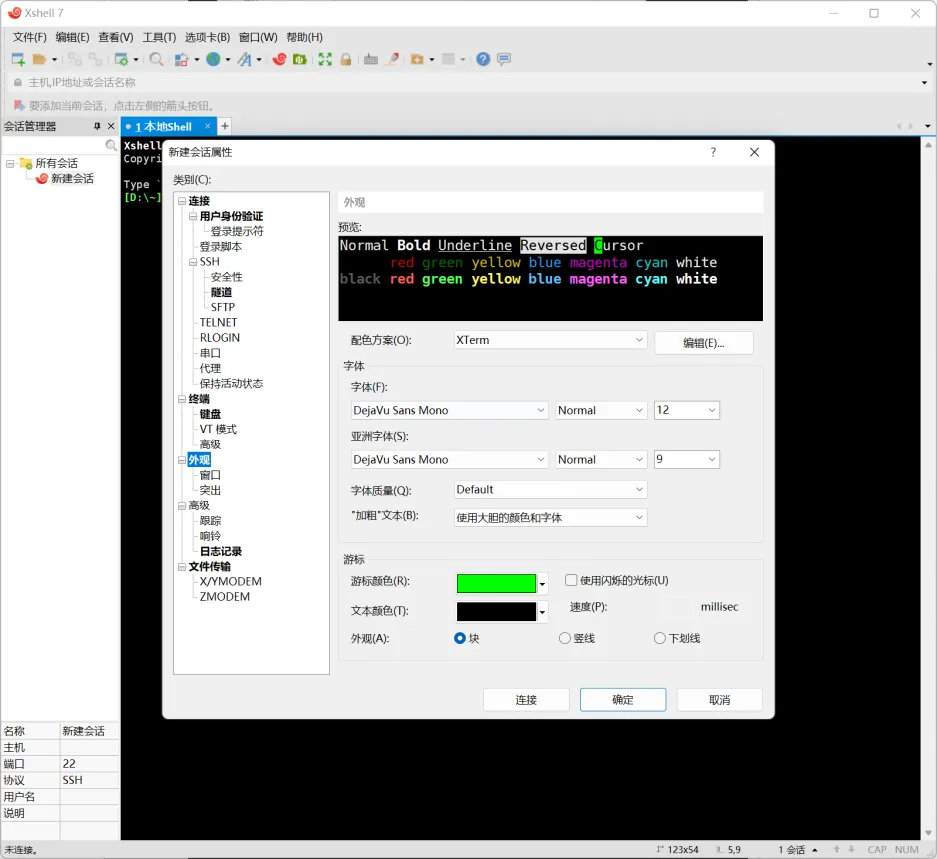 Xshell 7
文件(F) 编辑(E) 查看(V) 工具(T) 选项卡(B) 窗口(W) 帮助(H)
主机,IP地址或会话名称
要添加当前会话，点击左侧的箭头按钮。
会话管理器
1 本地Shell
所有会话
新建会话
Xshell
Copyri
Type `
[D:\~]
新建会话属性
类别(C):
连接
用户身份验证
登录提示符
登录脚本
SSH
安全性
隧道
SFTP
TELNET
RLOGIN
串口
代理
保持活动状态
终端
键盘
VT 模式
高级
外观
窗口
突出
高级
跟踪
响铃
日志记录
文件传输
X/YMODEM
ZMODEM
外观
预览:
Normal Bold Underline Reversed Cursor
red green yellow blue magenta cyan white
black red green yellow blue magenta cyan white
配色方案(O): XTerm 编辑(E)...
字体
字体(F):
DejaVu Sans Mono Normal 12
亚洲字体(S):
DejaVu Sans Mono Normal 9
字体质量(Q): Default
"加粗"文本(B): 使用大胆的颜色和字体
游标
游标颜色(R): 使用闪烁的光标(U)
文本颜色(T): 速度(P): millisec
外观(A): 块 竖线 下划线
连接 确定 取消
名称 新建会话
主机
端口 22
协议 SSH
用户名
说明
未连接。 123x54 5,9 1 会话 CAP NUM